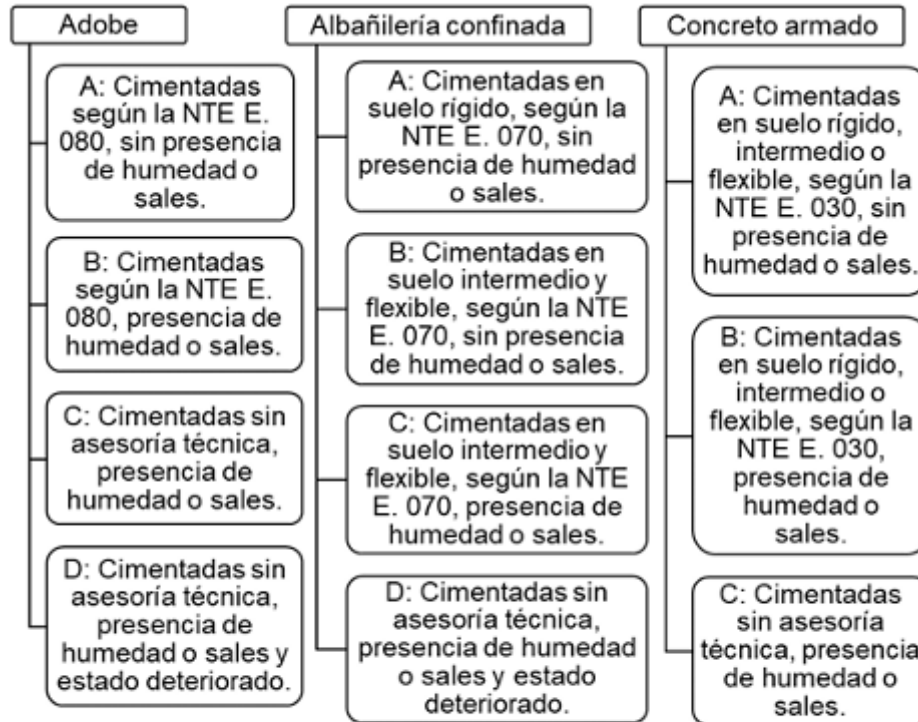 Adobe
A: Cimentadas
según la NTE E.
080, sin presencia
de humedad o
sales.
B: Cimentadas
según la NTE E.
080, presencia de
humedad o sales.
C: Cimentadas sin
asesoría técnica,
presencia de
humedad o sales.
D: Cimentadas sin
asesoría técnica,
presencia de
humedad o sales y
estado deteriorado.
Albañilería confinada
A: Cimentadas en
suelo rígido, según la
NTE E. 070, sin
presencia de humedad
o sales.
B: Cimentadas en
suelo intermedio y
flexible, según la NTE
E. 070, sin presencia
de humedad o sales.
C: Cimentadas en
suelo intermedio y
flexible, según la NTE
E. 070, presencia de
humedad o sales.
D: Cimentadas sin
asesoría técnica,
presencia de humedad
o sales y estado
deteriorado.
Concreto armado
A: Cimentadas
en suelo rígido,
intermedio o
flexible, según la
NTE E. 030, sin
presencia de
humedad o sales.
B: Cimentadas
en suelo rígido,
intermedio o
flexible, según la
NTE E. 030,
presencia de
humedad o
sales.
C: Cimentadas
sin asesoría
técnica, presencia
de humedad o
sales.